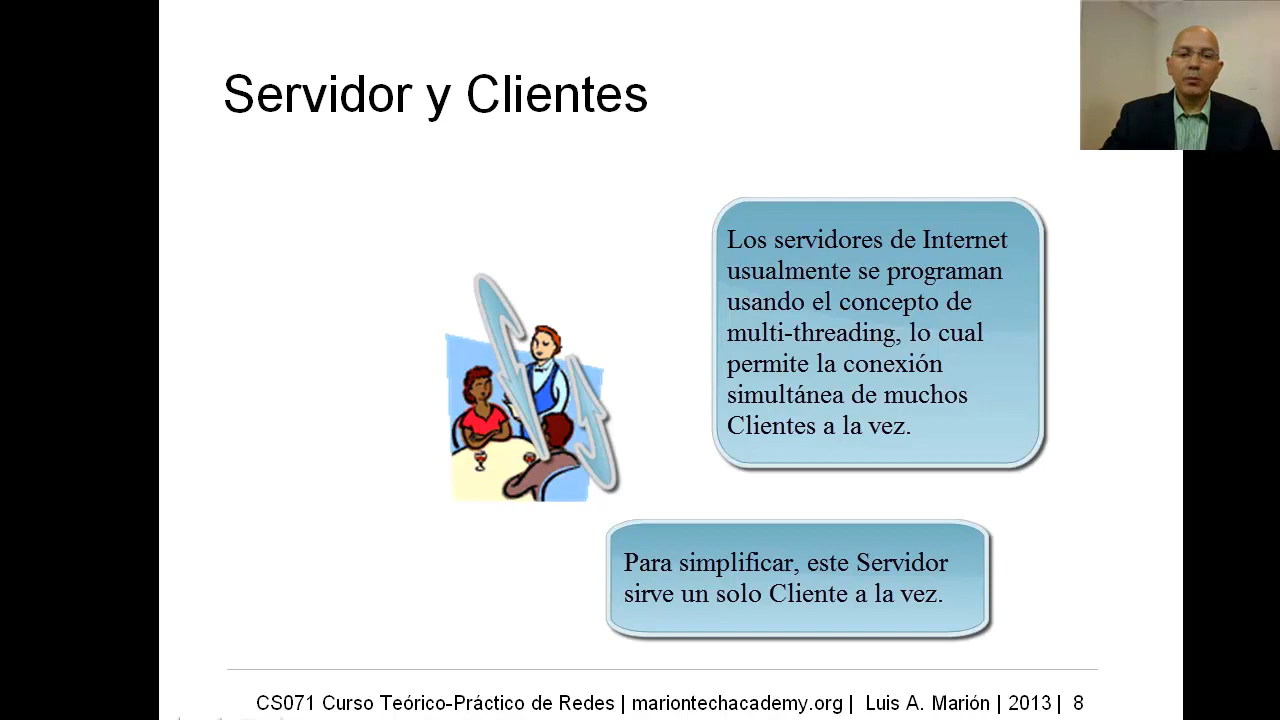 Servidor y Clientes
Los servidores de Internet
usualmente se programan
usando el concepto de
multi-threading, lo cual
permite la conexión
simultánea de muchos
Clientes a la vez.
Para simplificar, este Servidor
sirve un solo Cliente a la vez.
CS071 Curso Teórico-Práctico de Redes | mariontechacademy.org | Luis A. Marión | 2013 | 8